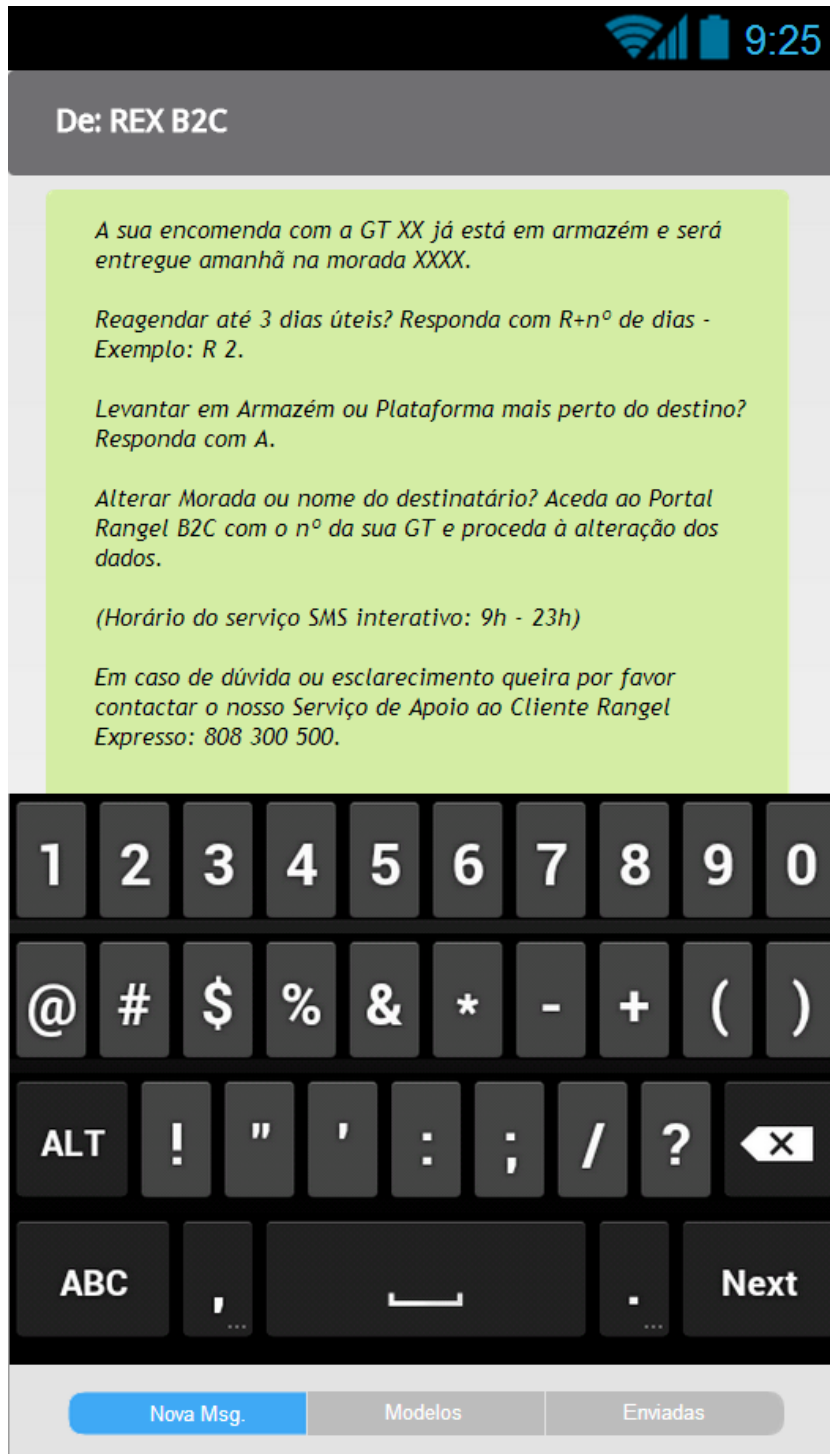 9:25
De: REX B2C
A sua encomenda com a GT XX já está em armazém e será
entregue amanhã na morada XXXX.
Reagendar até 3 dias úteis? Responda com R+nº de dias -
Exemplo: R 2.
Levantar em Armazém ou Plataforma mais perto do destino?
Responda com A.
Alterar Morada ou nome do destinatário? Aceda ao Portal
Rangel B2C com o nº da sua GT e proceda à alteração dos
dados.
(Horário do serviço SMS interativo: 9h - 23h)
Em caso de dúvida ou esclarecimento queira por favor
contactar o nosso Serviço de Apoio ao Cliente Rangel
Expresso: 808 300 500.
1 2 3 4 5 6 7 8 9 0
@ # $ % & * - + ( )
ALT ! " ' : ; / ?
ABC , . Next
Nova Msg. Modelos Enviadas